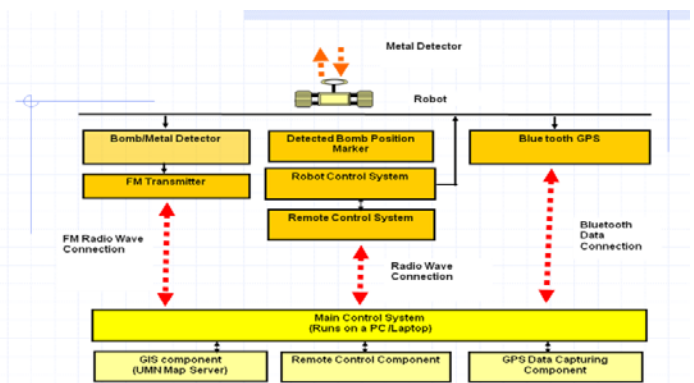 Metal Detector
Robot
Bomb/Metal Detector
Detected Bomb Position
Marker
Bluetooth GPS
FM Transmitter
Robot Control System
Remote Control System
FM Radio Wave
Connection
Radio Wave
Connection
Bluetooth
Data
Connection
Main Control System
(Runs on a PC/Laptop)
GIS component
(UMN Map Server)
Remote Control Component
GPS Data Capturing
Component